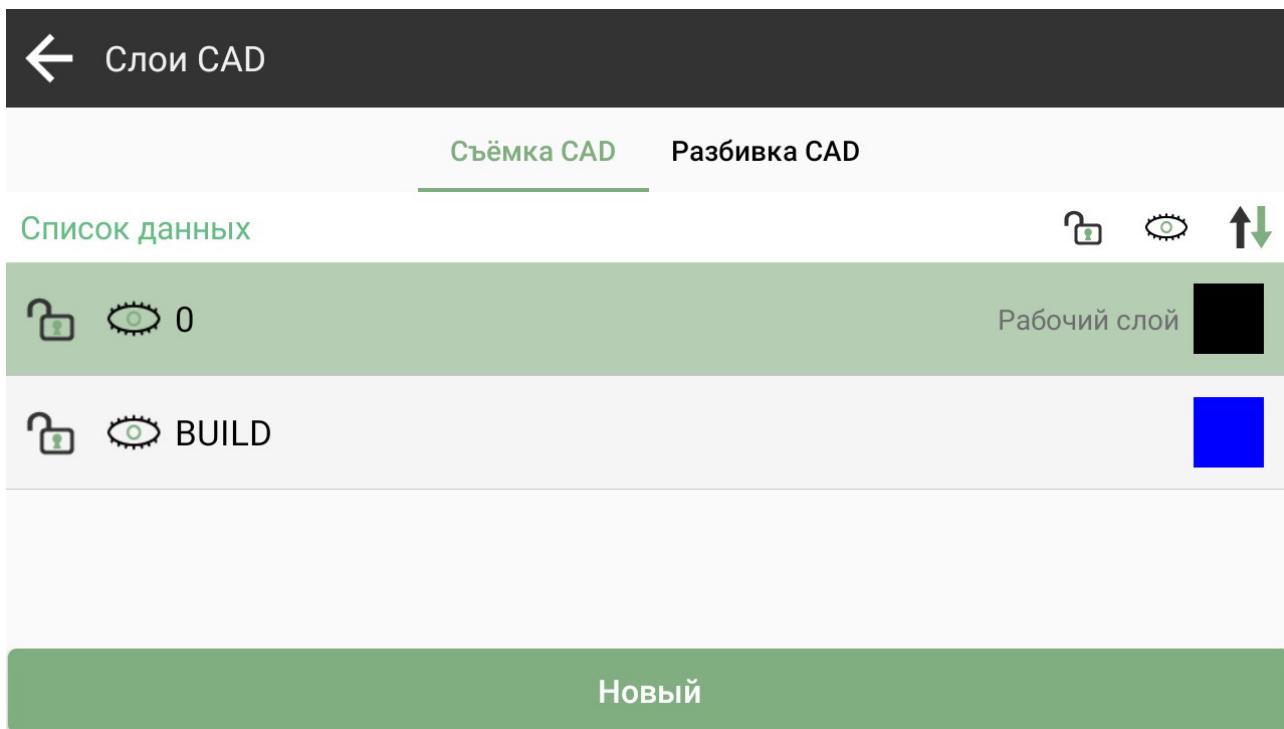 Слои CAD
Съёмка CAD Разбивка CAD
Список данных
0 Рабочий слой
BUILD
Новый